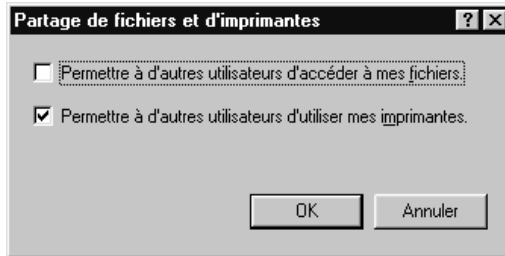 Partage de fichiers et d'imprimantes
Permettre à d'autres utilisateurs d'accéder à mes fichiers.
Permettre à d'autres utilisateurs d'utiliser mes imprimantes.
OK
Annuler